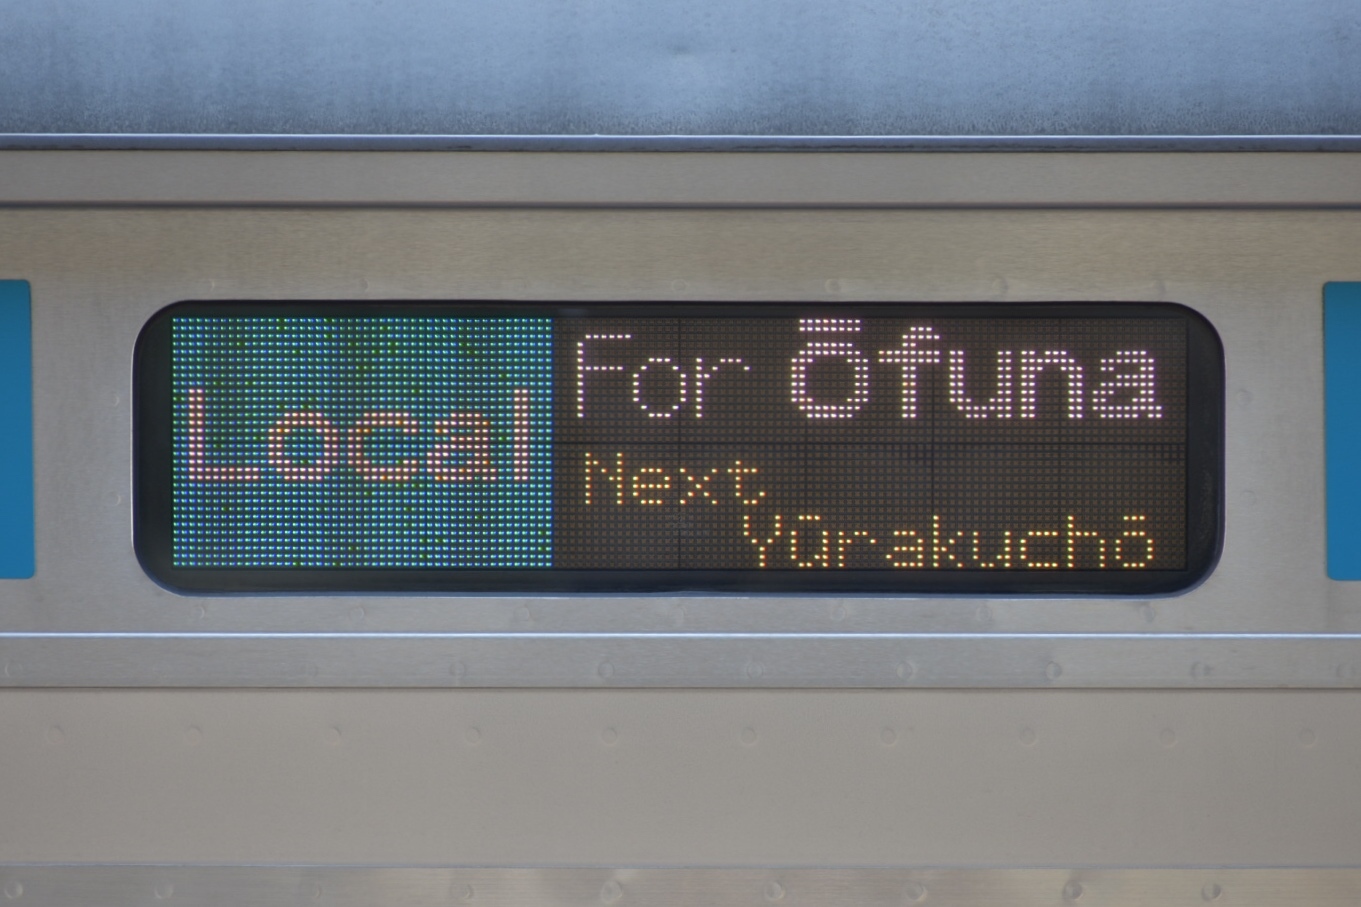 Local
For Ōfuna
Next
Yūrakuchō